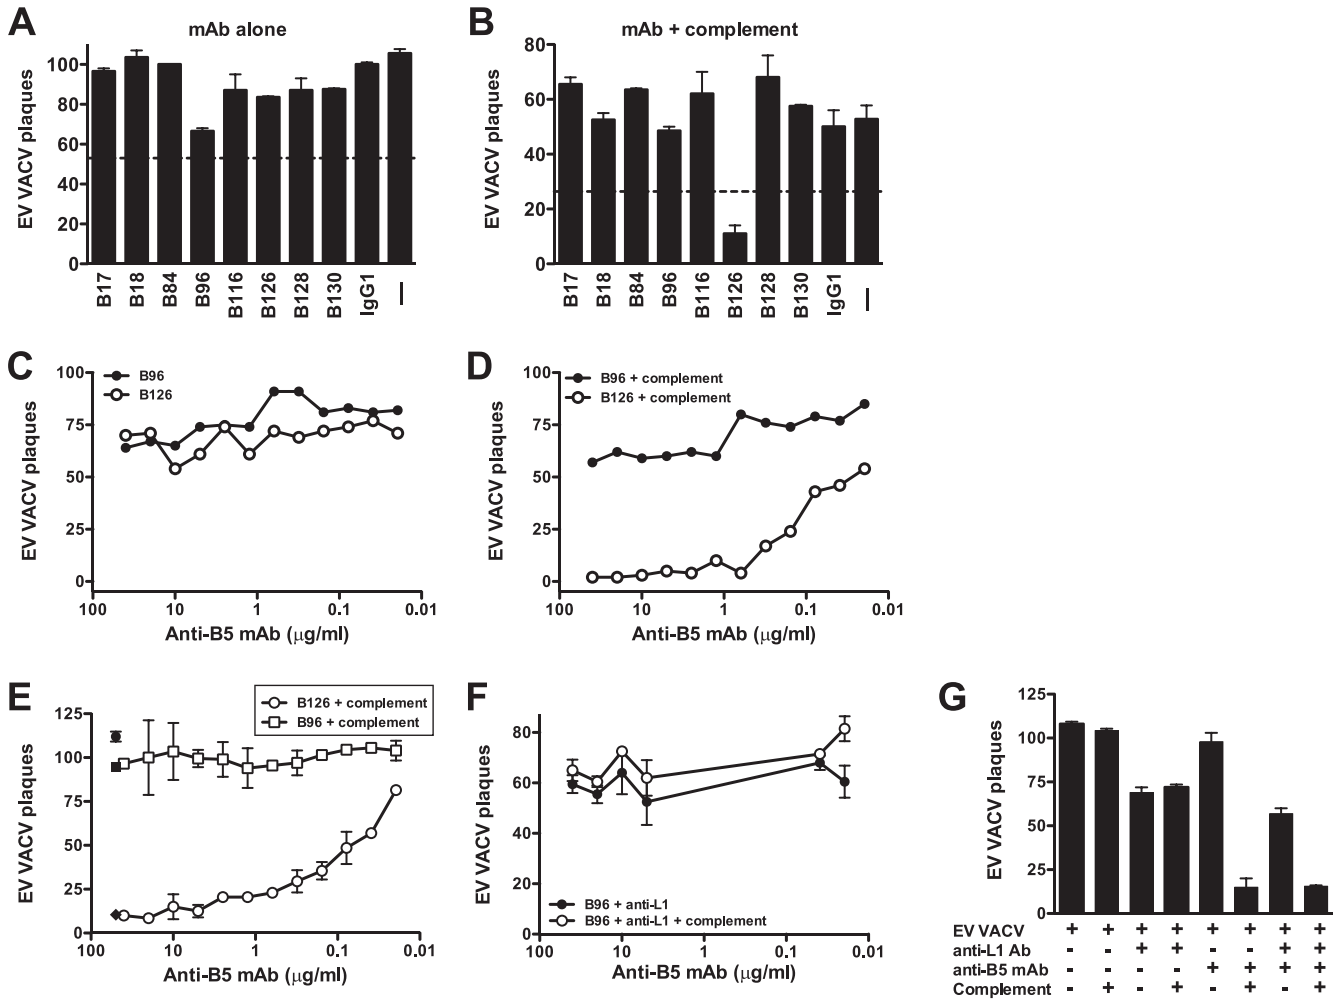 A
mAb alone
EV VACV plaques
100
80
60
40
20
0
B17
B18
B84
B96
B116
B126
B128
B130
IgG1
—
B
mAb + complement
EV VACV plaques
80
60
40
20
0
B17
B18
B84
B96
B116
B126
B128
B130
IgG1
—
C
B96
B126
EV VACV plaques
100
75
50
25
0
100 10 1 0.1 0.01
Anti-B5 mAb (μg/ml)
D
B96 + complement
B126 + complement
EV VACV plaques
100
75
50
25
0
100 10 1 0.1 0.01
Anti-B5 mAb (μg/ml)
E
B126 + complement
B96 + complement
EV VACV plaques
125
100
75
50
25
0
100 10 1 0.1 0.01
Anti-B5 mAb (μg/ml)
F
EV VACV plaques
80
60
40
20
0
B96 + anti-L1
B96 + anti-L1 + complement
100 10 1 0.1 0.01
Anti-B5 mAb (μg/ml)
G
EV VACV plaques
125
100
75
50
25
0
EV VACV + + + + + + + +
anti-L1 Ab - - + + - - + +
anti-B5 mAb - - - - + + + +
Complement - + - + - + - +